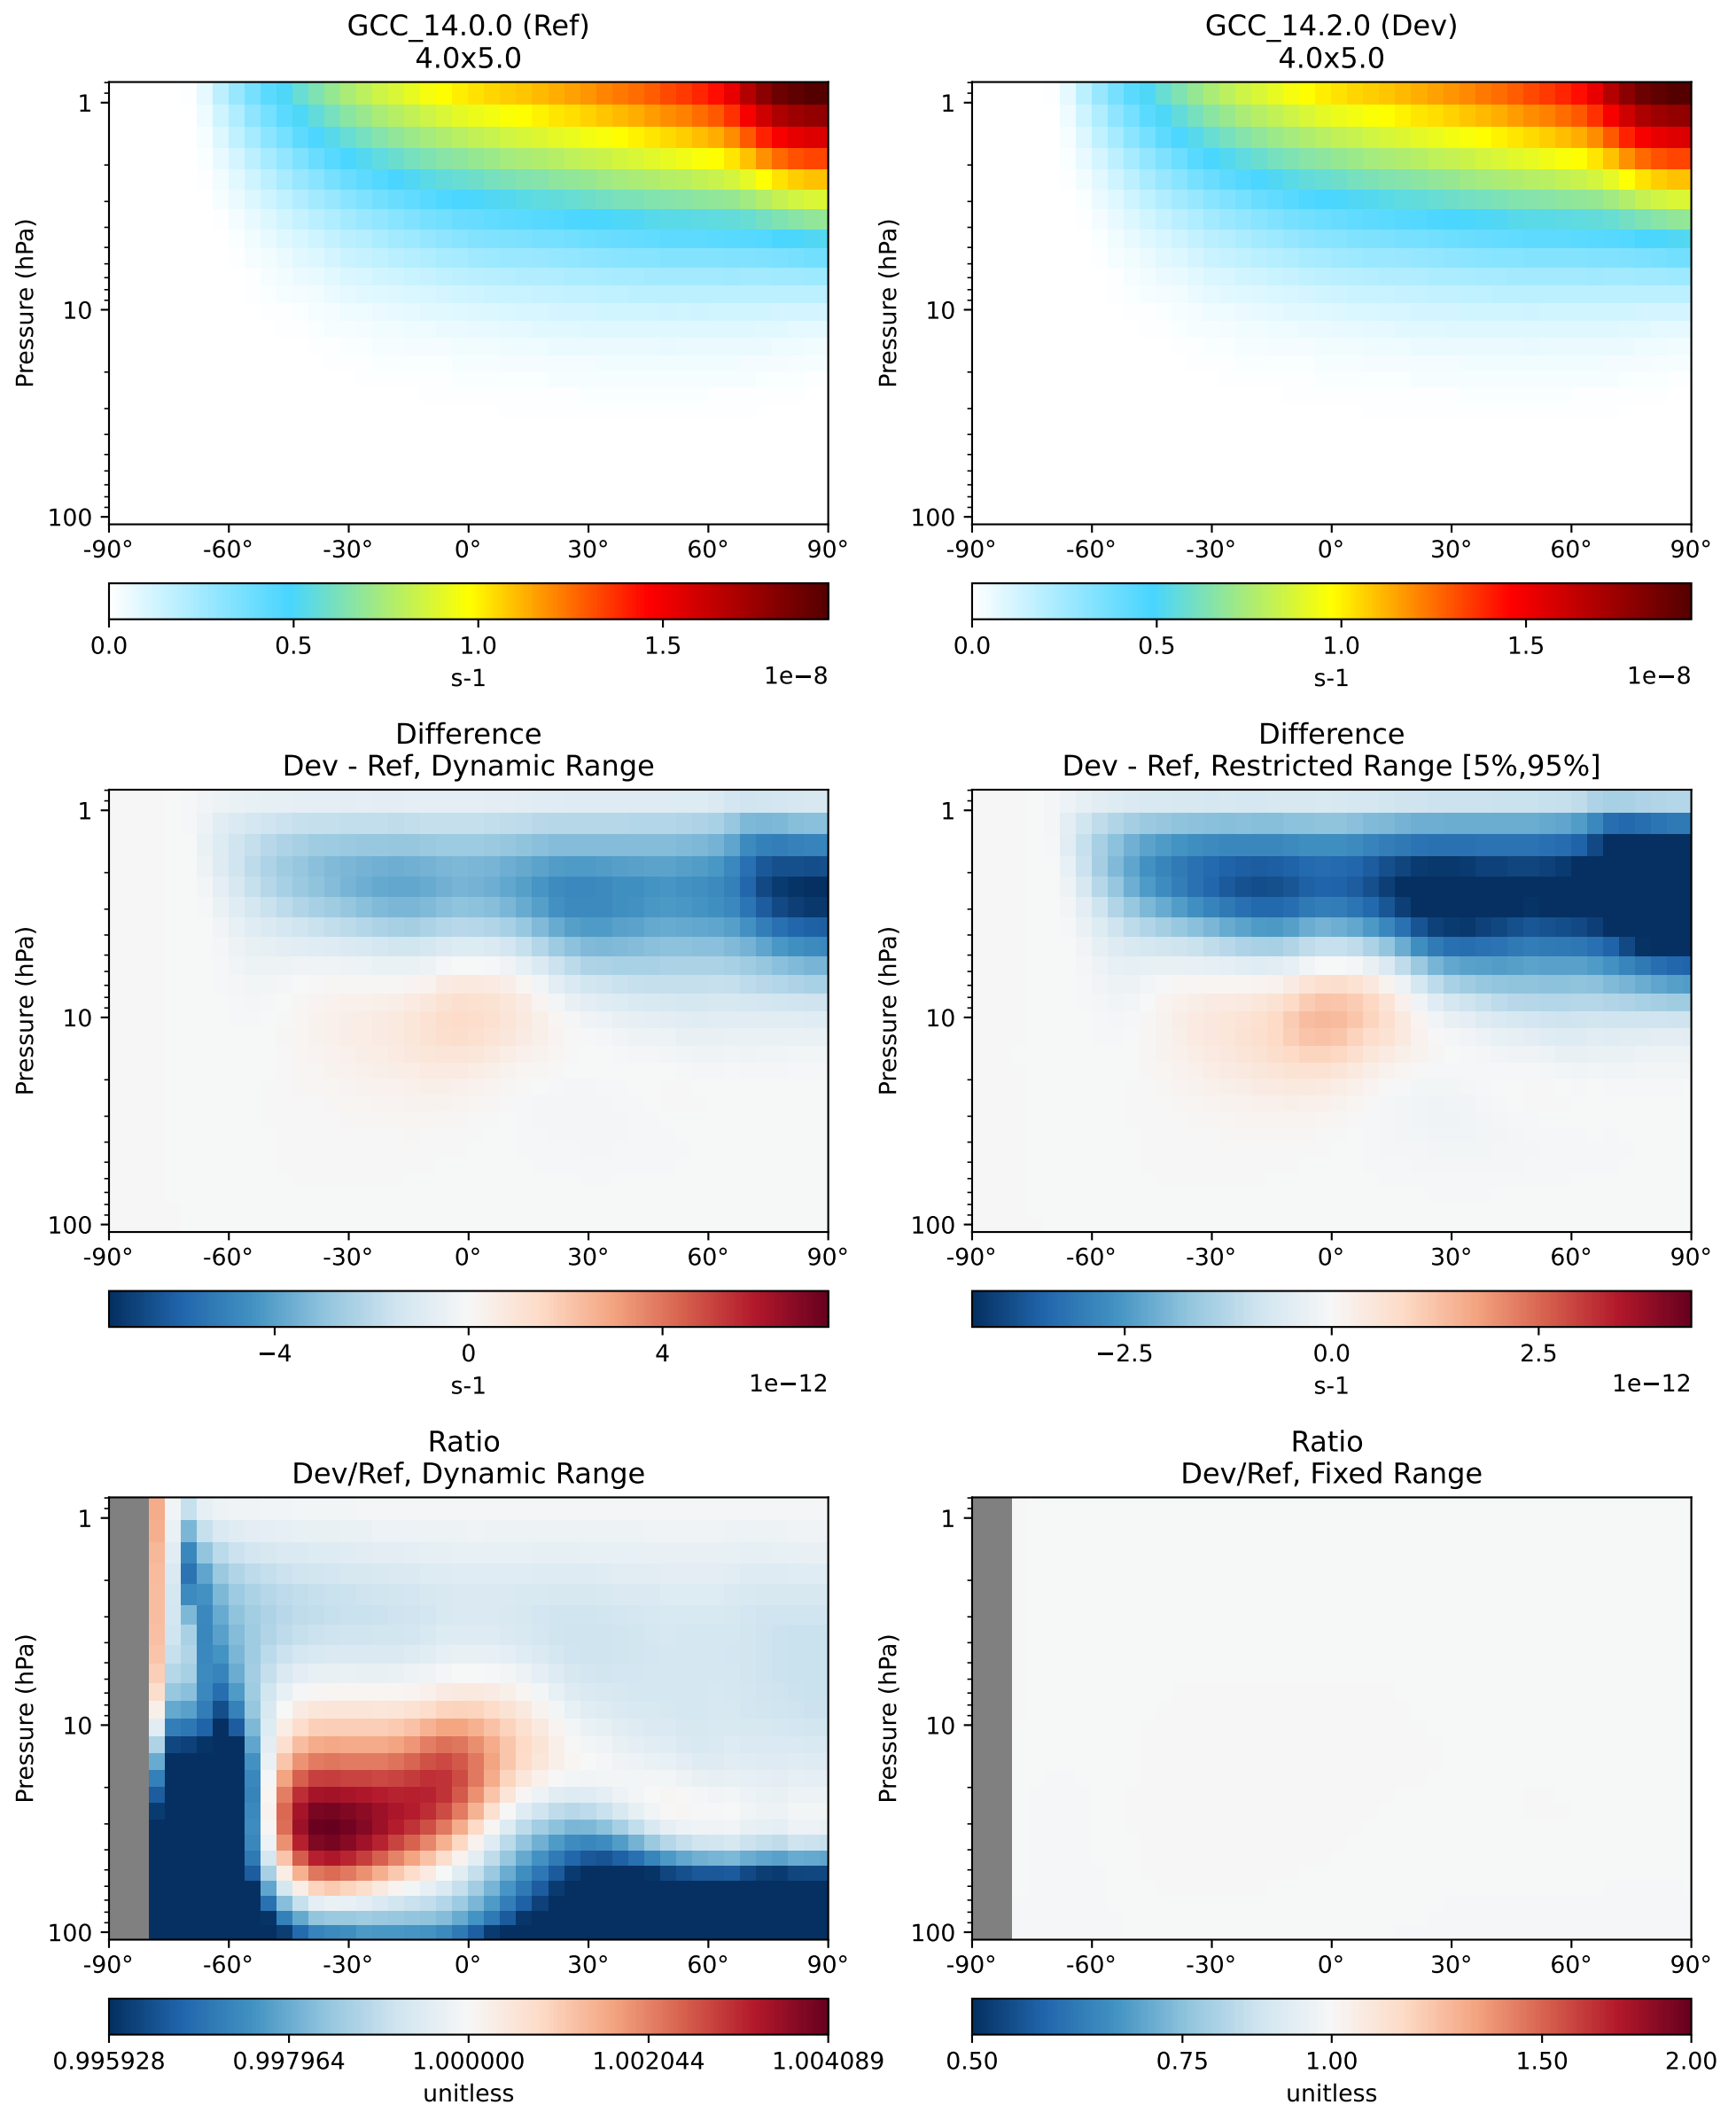 GCC_14.0.0 (Ref)
4.0x5.0
GCC_14.2.0 (Dev)
4.0x5.0
Pressure (hPa)
1
10
100
-90° -60° -30° 0° 30° 60° 90°
0.0 0.5 1.0 1.5
s-1
1e−8
Pressure (hPa)
1
10
100
-90° -60° -30° 0° 30° 60° 90°
0.0 0.5 1.0 1.5
s-1
1e−8
Difference
Dev - Ref, Dynamic Range
Pressure (hPa)
1
10
100
-90° -60° -30° 0° 30° 60° 90°
−4 0 4
s-1
1e−12
Difference
Dev - Ref, Restricted Range [5%,95%]
Pressure (hPa)
1
10
100
-90° -60° -30° 0° 30° 60° 90°
−2.5 0.0 2.5
s-1
1e−12
Ratio
Dev/Ref, Dynamic Range
Pressure (hPa)
1
10
100
-90° -60° -30° 0° 30° 60° 90°
0.995928 0.997964 1.000000 1.002044 1.004089
unitless
Ratio
Dev/Ref, Fixed Range
Pressure (hPa)
1
10
100
-90° -60° -30° 0° 30° 60° 90°
0.50 0.75 1.00 1.50 2.00
unitless